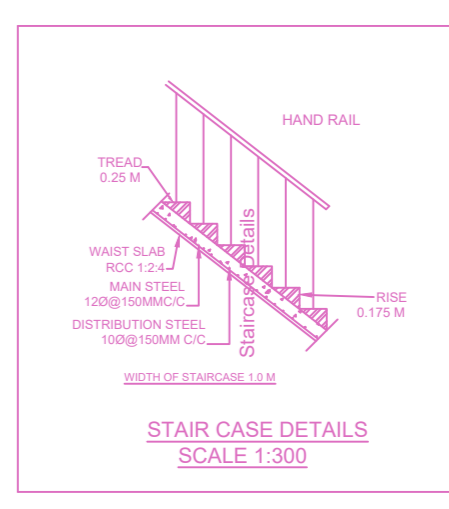 HAND RAIL
TREAD
0.25 M
WAIST SLAB
RCC 1:2:4
MAIN STEEL
12Ø@150MMC/C
DISTRIBUTION STEEL
10Ø@150MM C/C
Staircase Details
RISE
0.175 M
WIDTH OF STAIRCASE 1.0 M
STAIR CASE DETAILS
SCALE 1:300